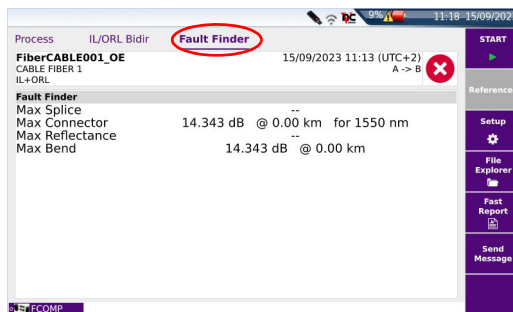 9% 11:18 15/09/202
Process IL/ORL Bidir Fault Finder
START
FiberCABLE001_OE 15/09/2023 11:13 (UTC+2)
CABLE FIBER 1 A -> B
IL+ORL
Reference
Fault Finder
Max Splice --
Max Connector 14.343 dB @ 0.00 km for 1550 nm
Max Reflectance --
Max Bend 14.343 dB @ 0.00 km
Setup
File
Explorer
Fast
Report
Send
Message
FCOMP